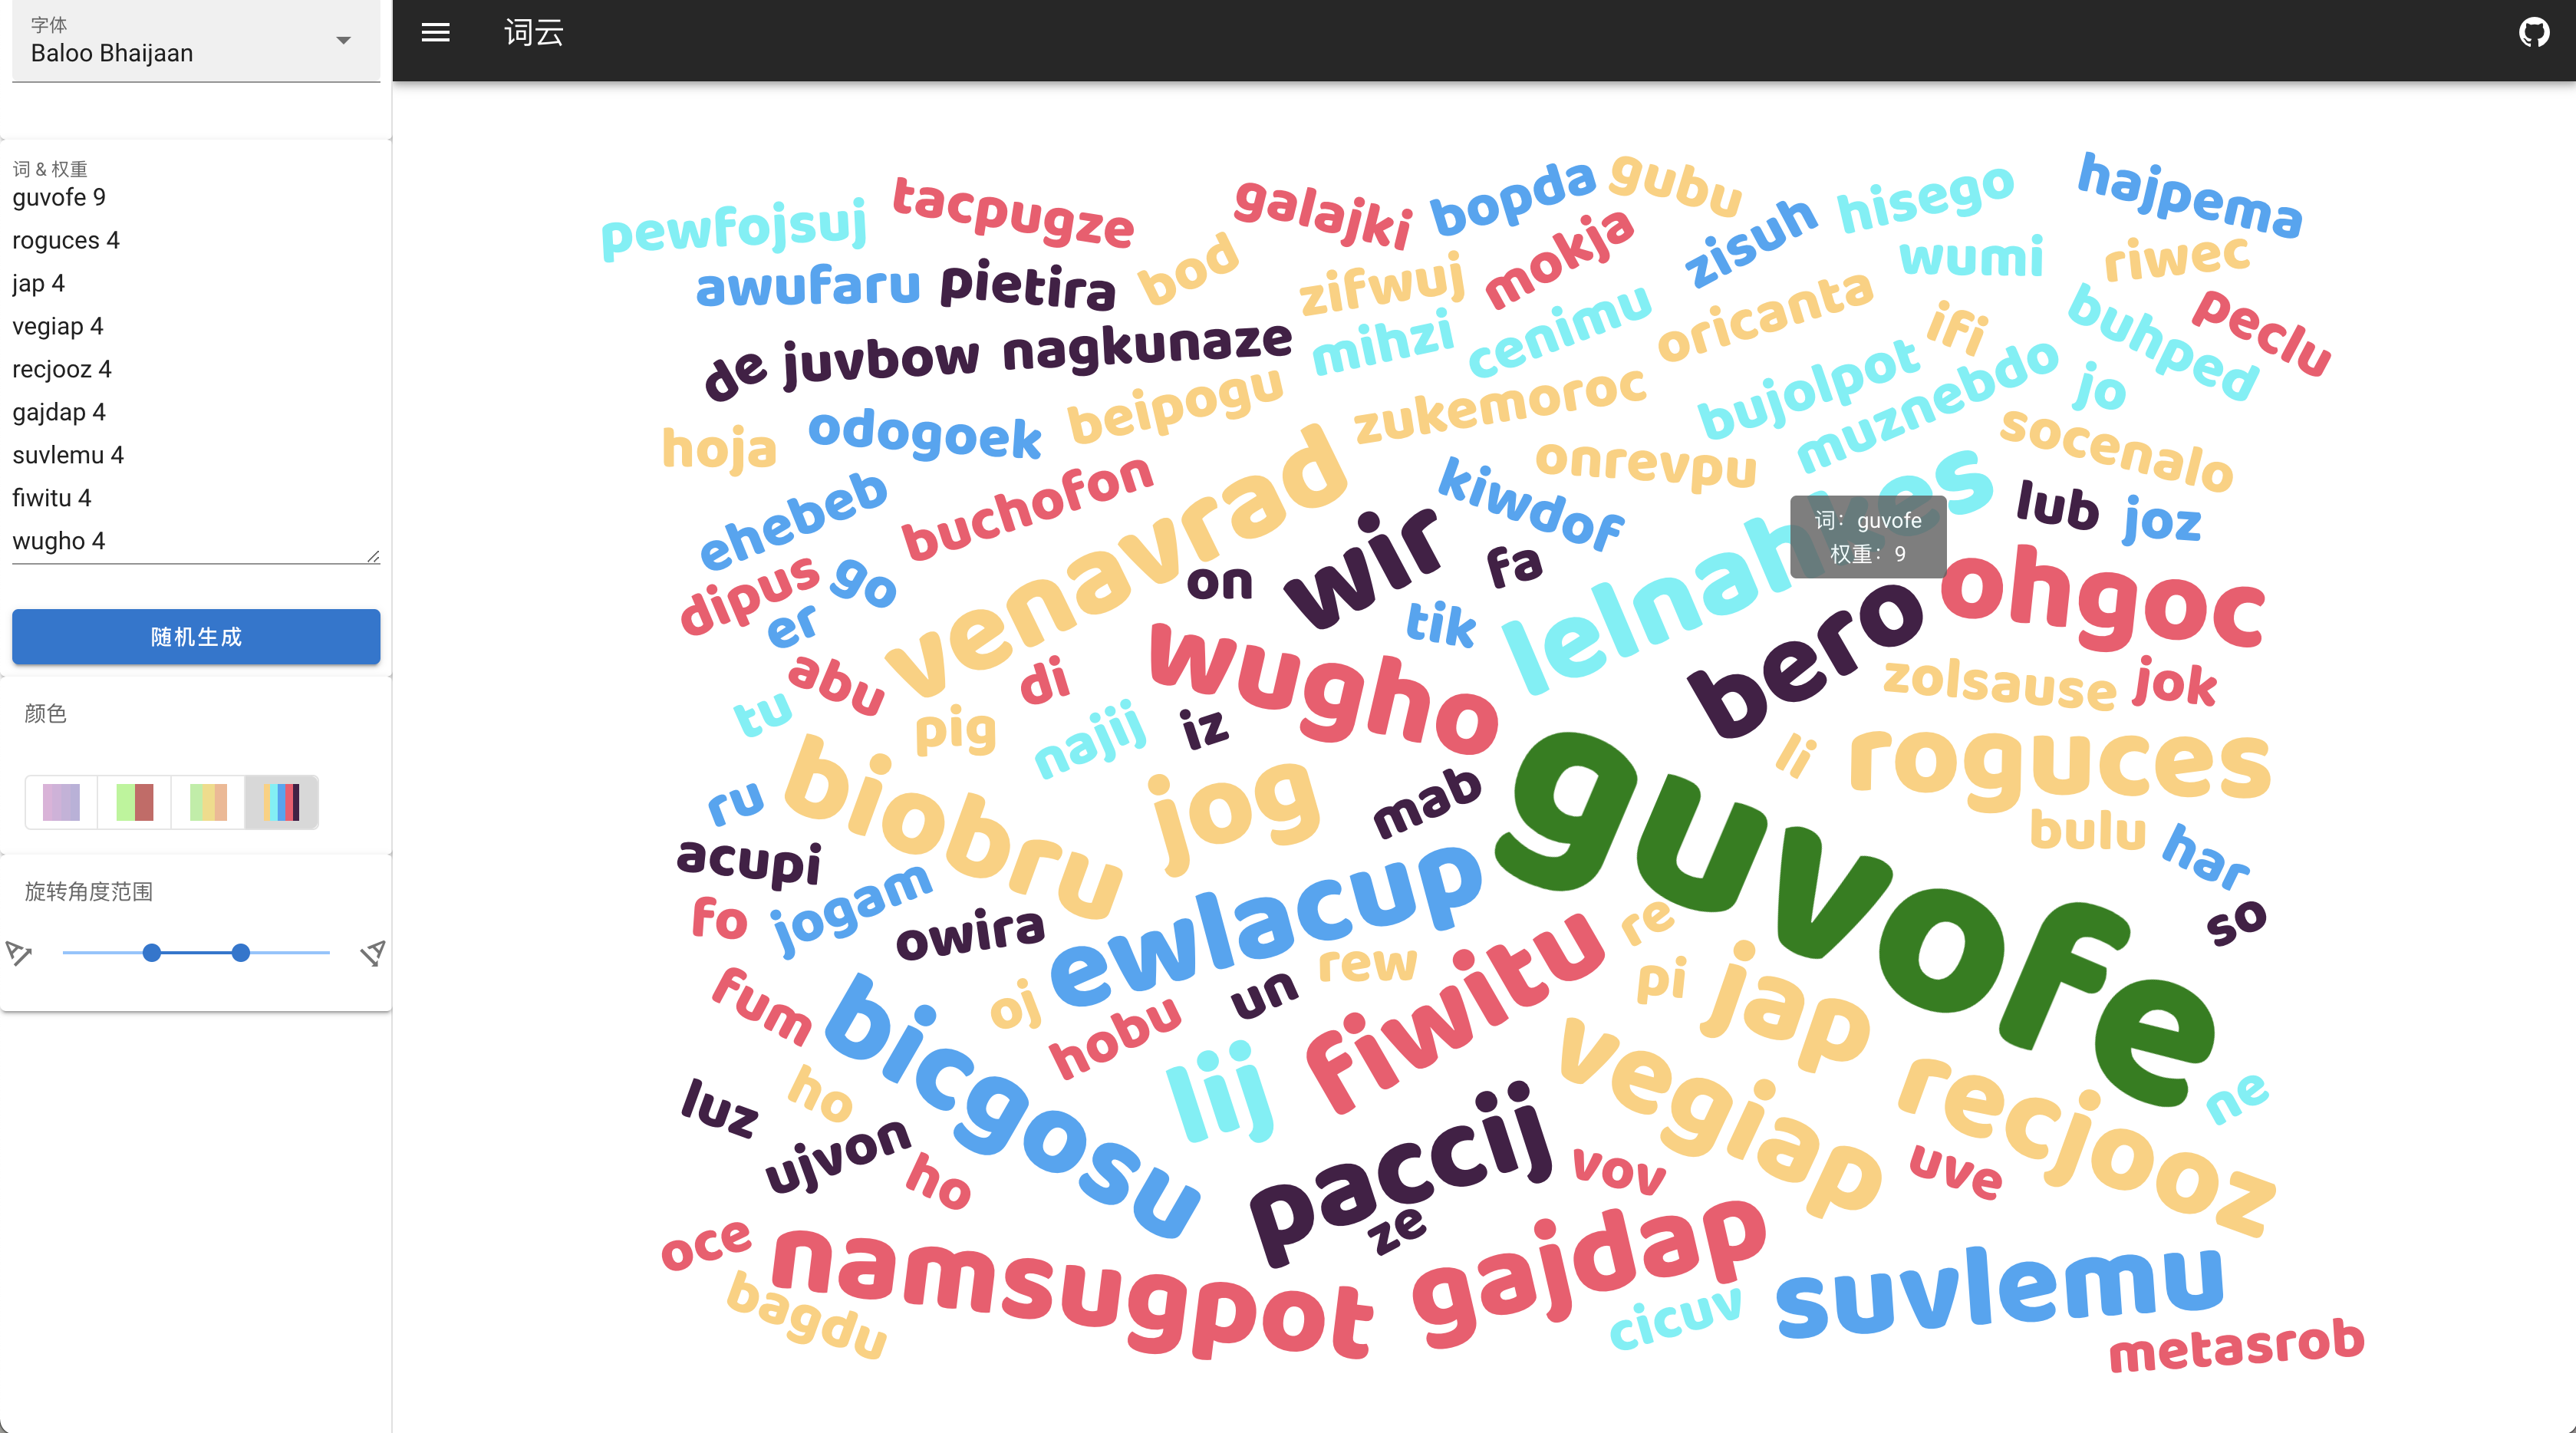 字体
Baloo Bhaijaan
词 & 权重
guvofe 9
roguces 4
jap 4
vegiap 4
recjooz 4
gajdap 4
suvlemu 4
fiwitu 4
wugho 4
随机生成
颜色
旋转角度范围
词云
pewfojsuj
tacpugze
galajki
bopda
gubu
hisego
hajpema
awufaru
pietira
bod
zifwuj
mokja
zisuh
wumi
riwec
de
juvbow
nagkunaze
mihzi
cenimu
oricanta
ifi
buhped
peclu
hoja
odogoek
beipogu
zukemoroc
bujolpot
muznebdo
jo
socenalo
ehebeb
buchofon
venavrad
kiwdof
onrevpu
lub
joz
dipus
go
er
on
wir
fa
tik
词：guvofe
权重：9
ohgoc
abu
tu
di
wugho
bero
zolsause
jok
pig
najij
iz
li
roguces
ru
biobru
jog
mab
guvofe
bulu
har
acupi
fo
jogam
owira
ewlacup
re
so
fum
bicgosu
oj
hobu
un
rew
fiwitu
pi
jap
luz
ho
lij
vegiap
recjooz
ne
ujvon
ho
paccij
vov
uve
oce
namsugpot
ze
gajdap
suvlemu
bagdu
cicuv
metasrob